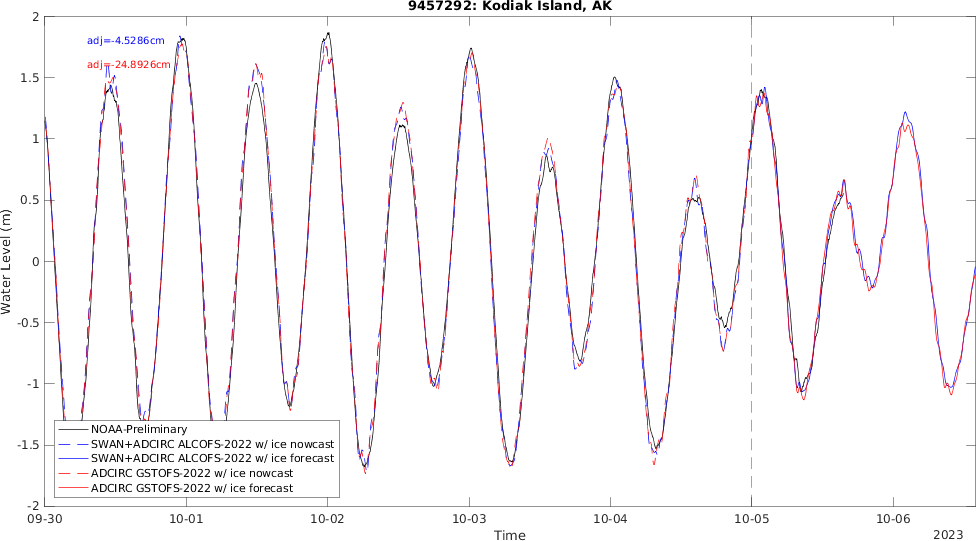 9457292: Kodiak Island, AK
adj=-4.5286cm
adj=-24.8926cm
2
1.5
1
0.5
0
-0.5
-1
-1.5
-2
Water Level (m)
NOAA-Preliminary
SWAN+ADCIRC ALCOFS-2022 w/ ice nowcast
SWAN+ADCIRC ALCOFS-2022 w/ ice forecast
ADCIRC GSTOFS-2022 w/ ice nowcast
ADCIRC GSTOFS-2022 w/ ice forecast
09-30 10-01 10-02 10-03 10-04 10-05 10-06
Time
2023